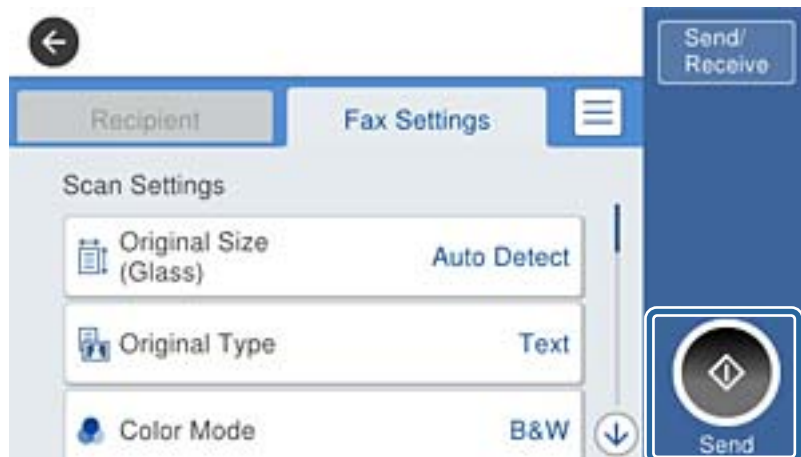 Send/
Receive
Recipient
Fax Settings
Scan Settings
Original Size
(Glass)
Auto Detect
Original Type
Text
Color Mode
B&W
Send